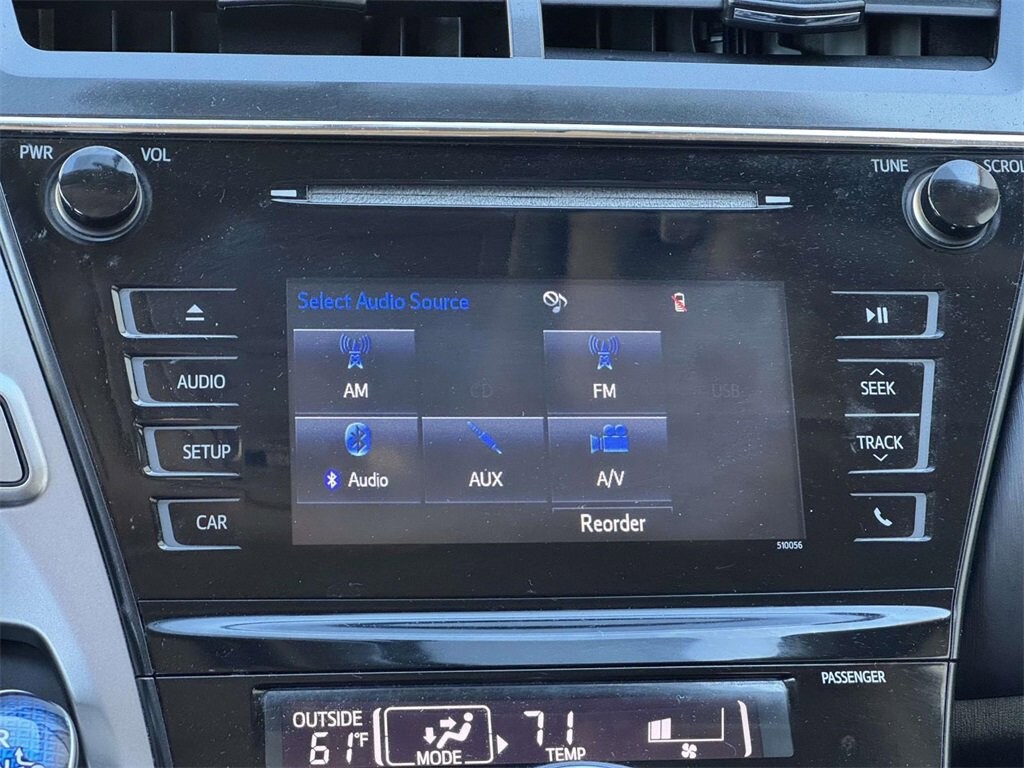 PWR VOL
TUNE SCROL
Select Audio Source
AM CD FM USB
Audio AUX A/V
Reorder
510056
AUDIO
SETUP
CAR
SEEK
TRACK
PASSENGER
OUTSIDE
61°F
MODE
71
TEMP